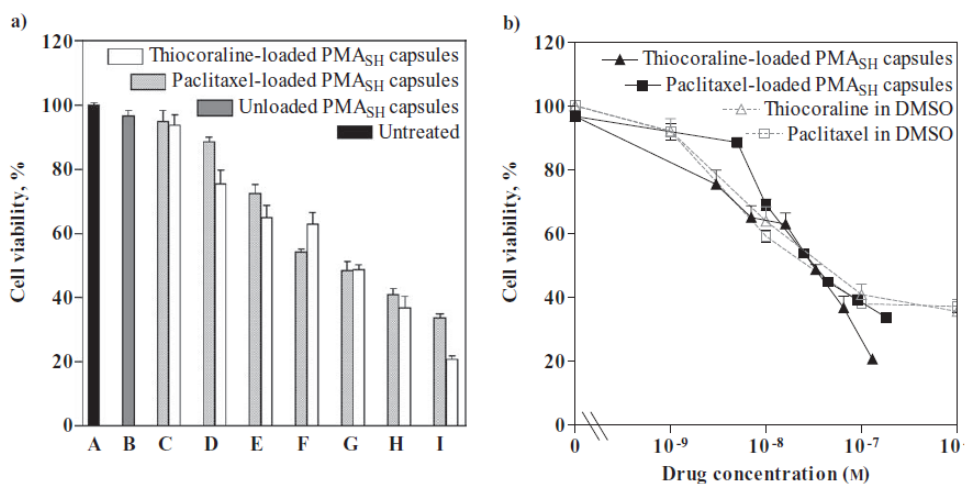 a)
120
100
80
60
40
20
0
Cell viability, %
Thiocoraline-loaded PMASH capsules
Paclitaxel-loaded PMASH capsules
Unloaded PMASH capsules
Untreated
A B C D E F G H I
b)
120
100
80
60
40
20
0
Cell viability, %
Thiocoraline-loaded PMASH capsules
Paclitaxel-loaded PMASH capsules
Thiocoraline in DMSO
Paclitaxel in DMSO
0 10⁻⁹ 10⁻⁸ 10⁻⁷
Drug concentration (M)